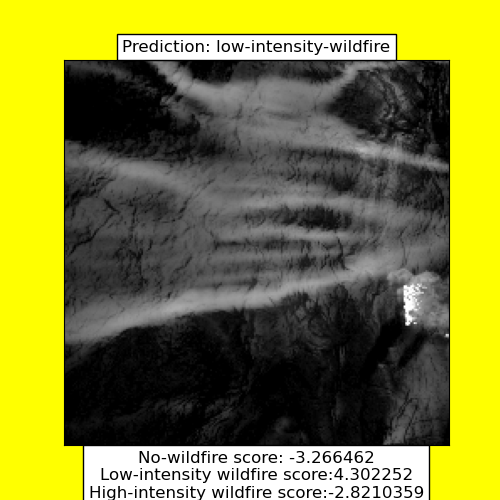 Prediction: low-intensity-wildfire
No-wildfire score: -3.266462
Low-intensity wildfire score:4.302252
High-intensity wildfire score:-2.8210359